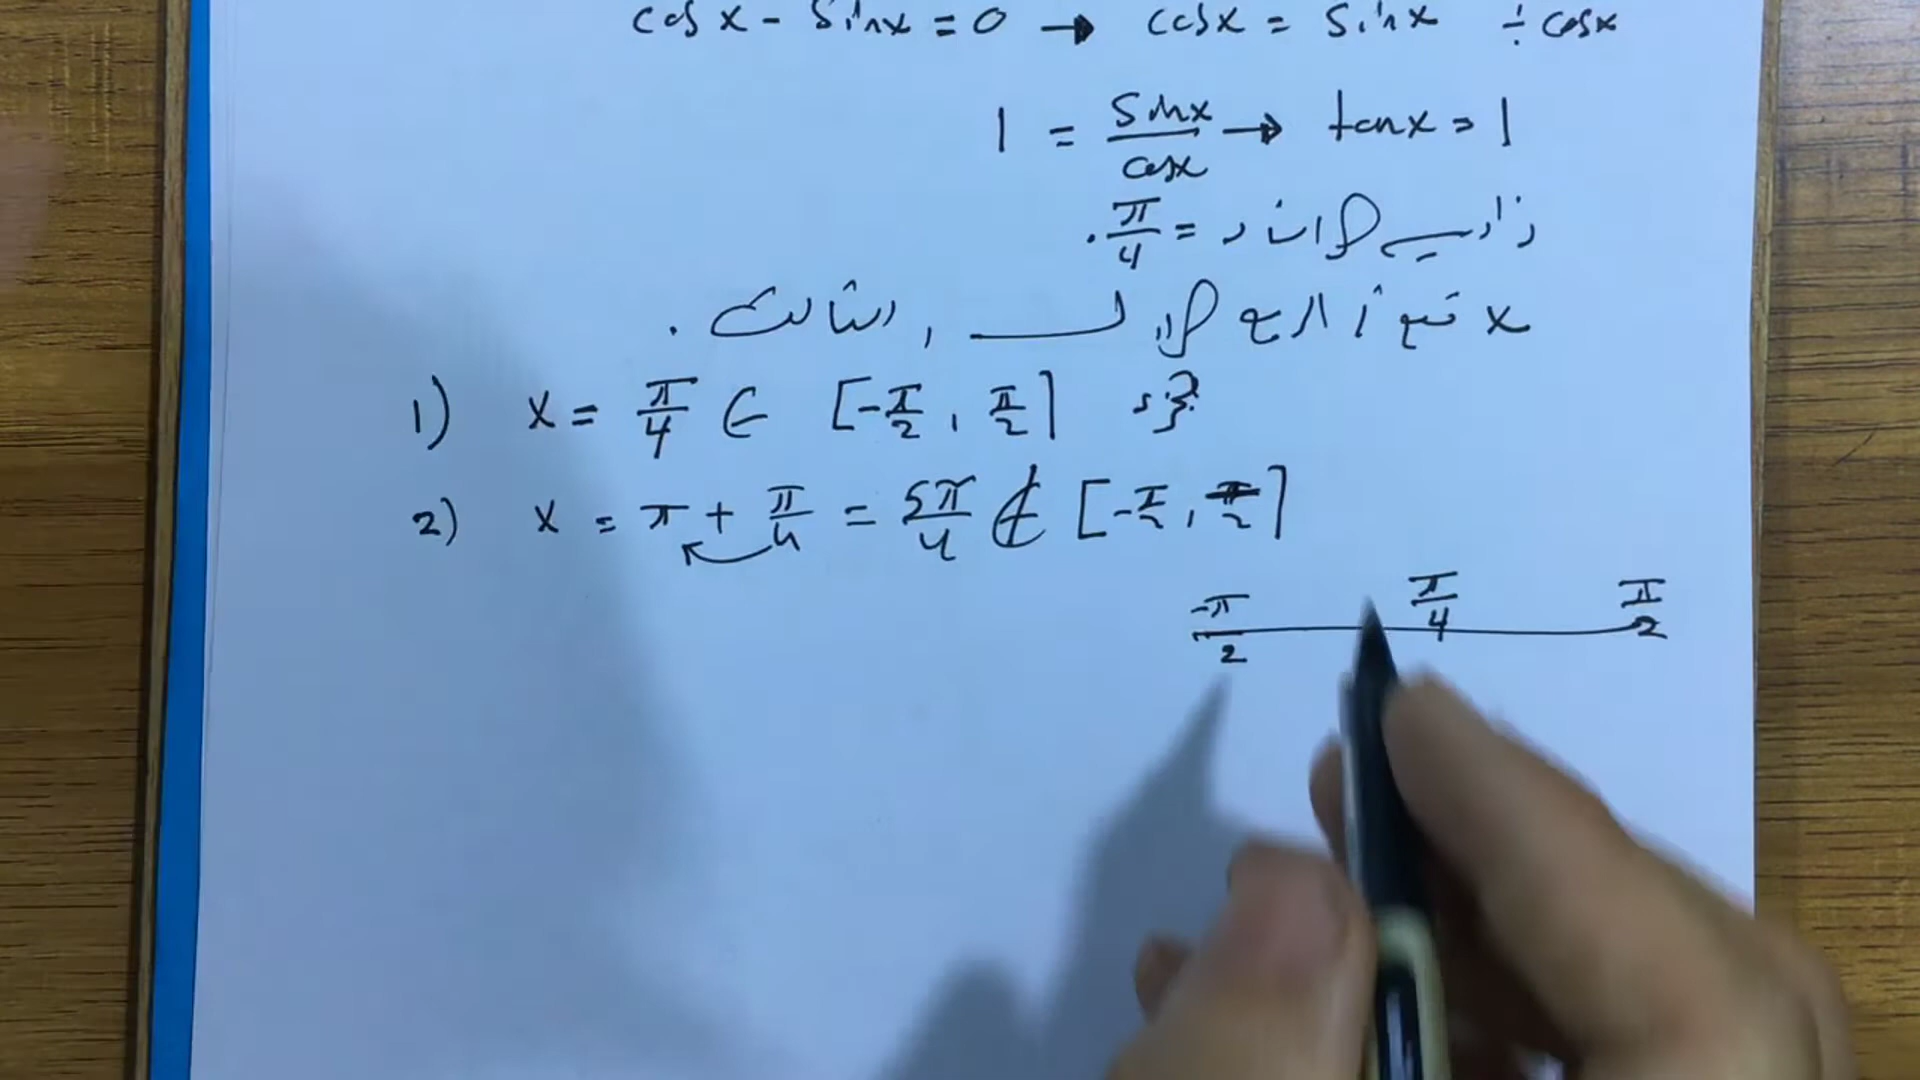 cos x - sin x = 0 → cos x = sin x ÷ cos x
1 = sin x / cos x → tan x = 1
زاوية الاسناد = π/4 .
x تقع في الربع الاول والثالث .
1) x = π/4 ∈ [-π/2 , π/2]
2) x = π + π/4 = 5π/4 ∉ [-π/2 , π/2]
-π/2 π/4 π/2